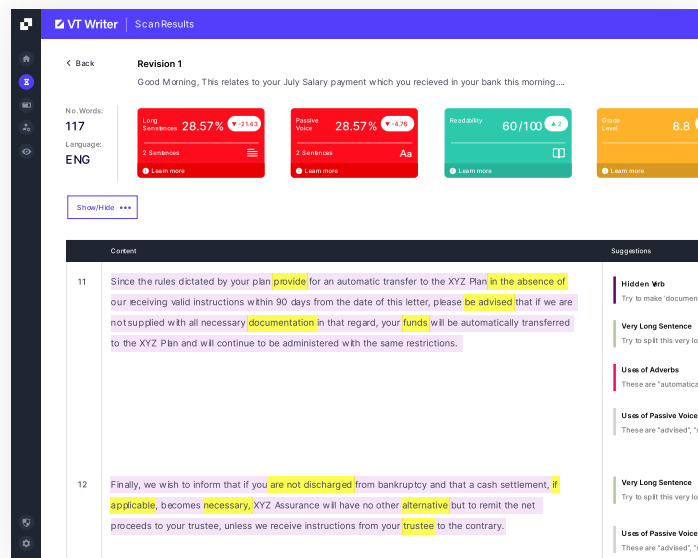 VT Writer
ScanResults
Back
Revision 1
Good Morning, This relates to your July Salary payment which you recieved in your bank this morning....
No.Words:
117
Language:
ENG
Long
Senstences
28.57%
-21.43
2 Sentences
Learn more
Passive
Voice
28.57%
-4.76
2 Sentences
Aa
Learn more
Readability
60/100
2
Learn more
Grade
Level
8.8
Learn more
Show/Hide
Content
Suggestions
11
Since the rules dictated by your plan provide for an automatic transfer to the XYZ Plan in the absence of
our receiving valid instructions within 90 days from the date of this letter, please be advised that if we are
not supplied with all necessary documentation in that regard, your funds will be automatically transferred
to the XYZ Plan and will continue to be administered with the same restrictions.
Hidden Verb
Try to make 'documen
Very Long Sentence
Try to split this very lo
Uses of Adverbs
These are "automatica
Uses of Passive Voice
These are "advised", "s
12
Finally, we wish to inform that if you are not discharged from bankruptcy and that a cash settlement, if
applicable, becomes necessary, XYZ Assurance will have no other alternative but to remit the net
proceeds to your trustee, unless we receive instructions from your trustee to the contrary.
Very Long Sentence
Try to split this very lo
Uses of Passive Voice
These are "advised", "s